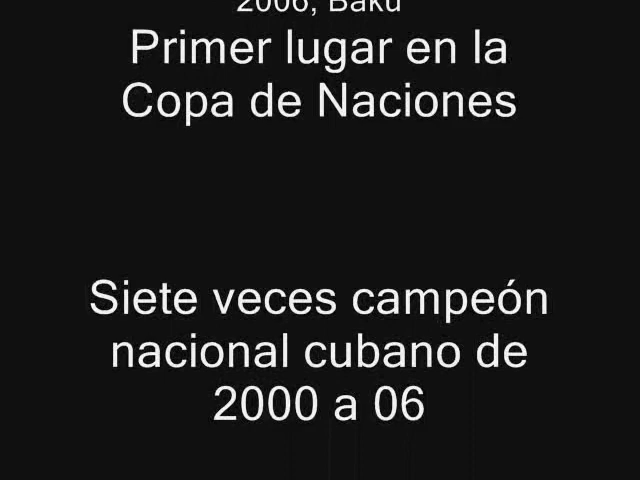 2006, Baku
Primer lugar en la
Copa de Naciones
Siete veces campeón
nacional cubano de
2000 a 06